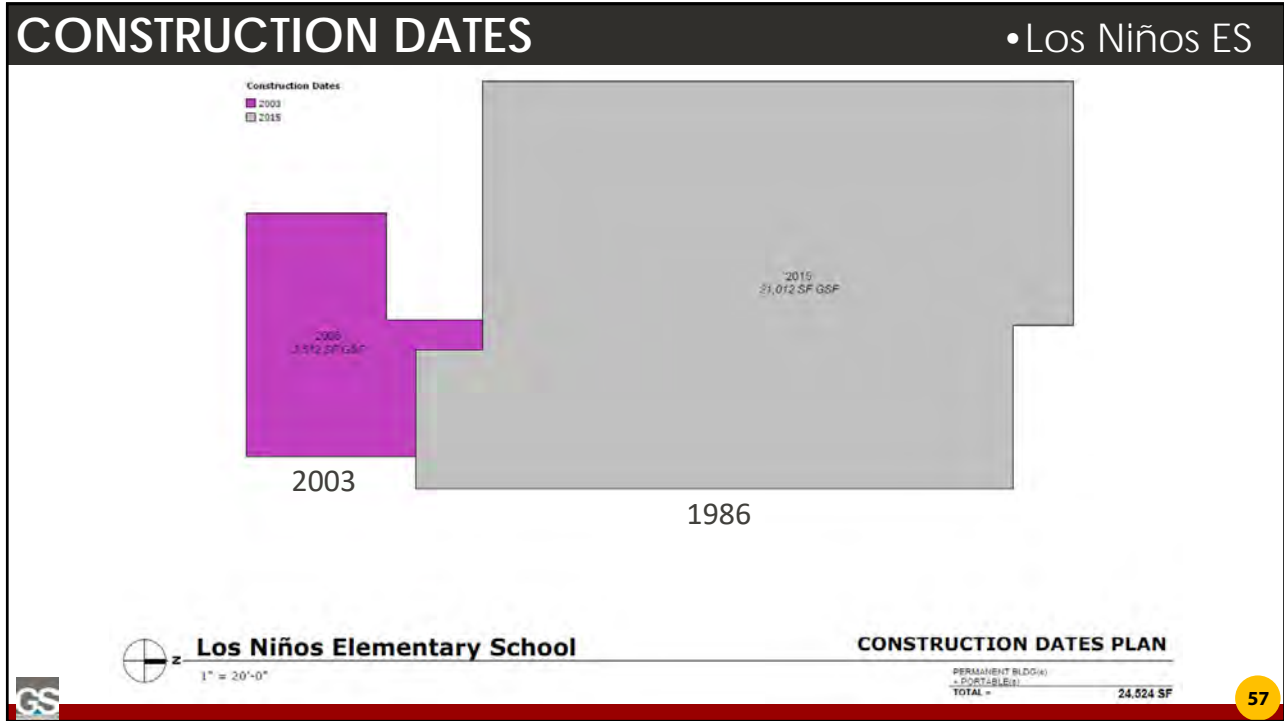 CONSTRUCTION DATES
•Los Niños ES
Construction Dates
2003
2015
2015
21,012 SF GSF
3,512 SF GSF
2003
1986
z
Los Niños Elementary School
1" = 20'-0"
CONSTRUCTION DATES PLAN
PERMANENT BLDG(s)
+ PORTABLE(s)
TOTAL =
24,524 SF
GS
57